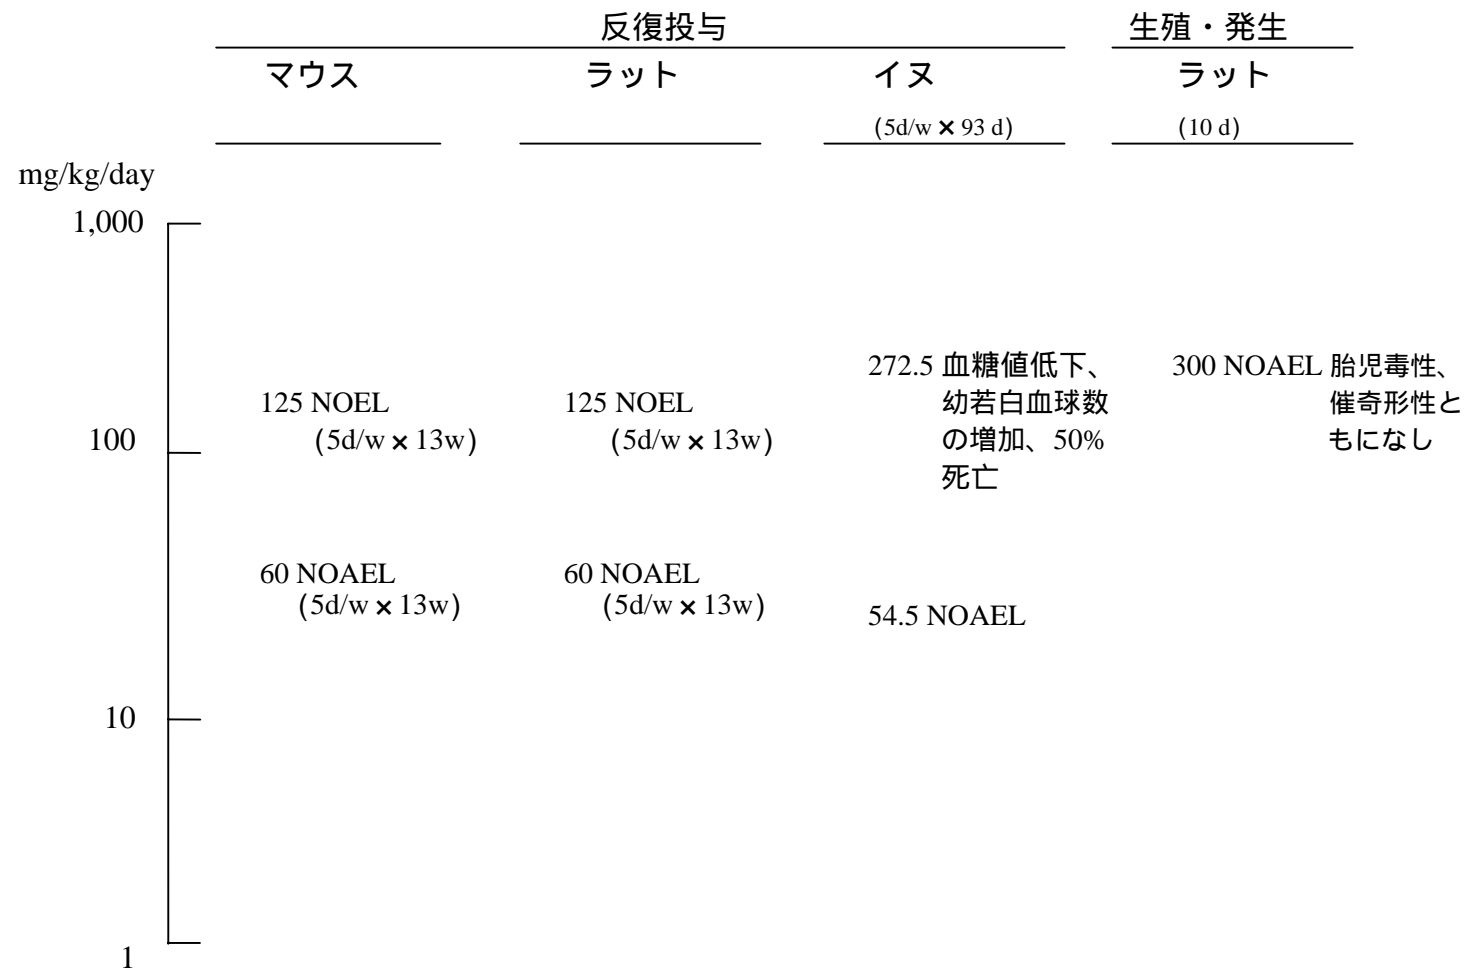 反復投与
生殖・発生
マウス
ラット
イヌ
ラット
(5d/w × 93 d)
(10 d)
mg/kg/day
1,000
272.5 血糖値低下、
幼若白血球数
の増加、50%
死亡
300 NOAEL 胎児毒性、
催奇形性と
もになし
125 NOEL
(5d/w × 13w)
125 NOEL
(5d/w × 13w)
100
60 NOAEL
(5d/w × 13w)
60 NOAEL
(5d/w × 13w)
54.5 NOAEL
10
1